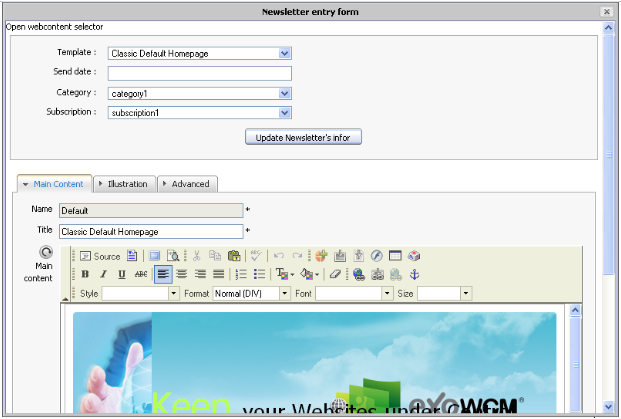 Newsletter entry form
Open webcontent selector
Template : Classic Default Homepage
Send date :
Category : category1
Subscription : subscription1
Update Newsletter's infor
Main Content Illustration Advanced
Name Default *
Title Classic Default Homepage *
Main content
Source
B I U ABC
Style Format Normal (DIV) Font Size
eXo WCM
Keep your Websites under Control